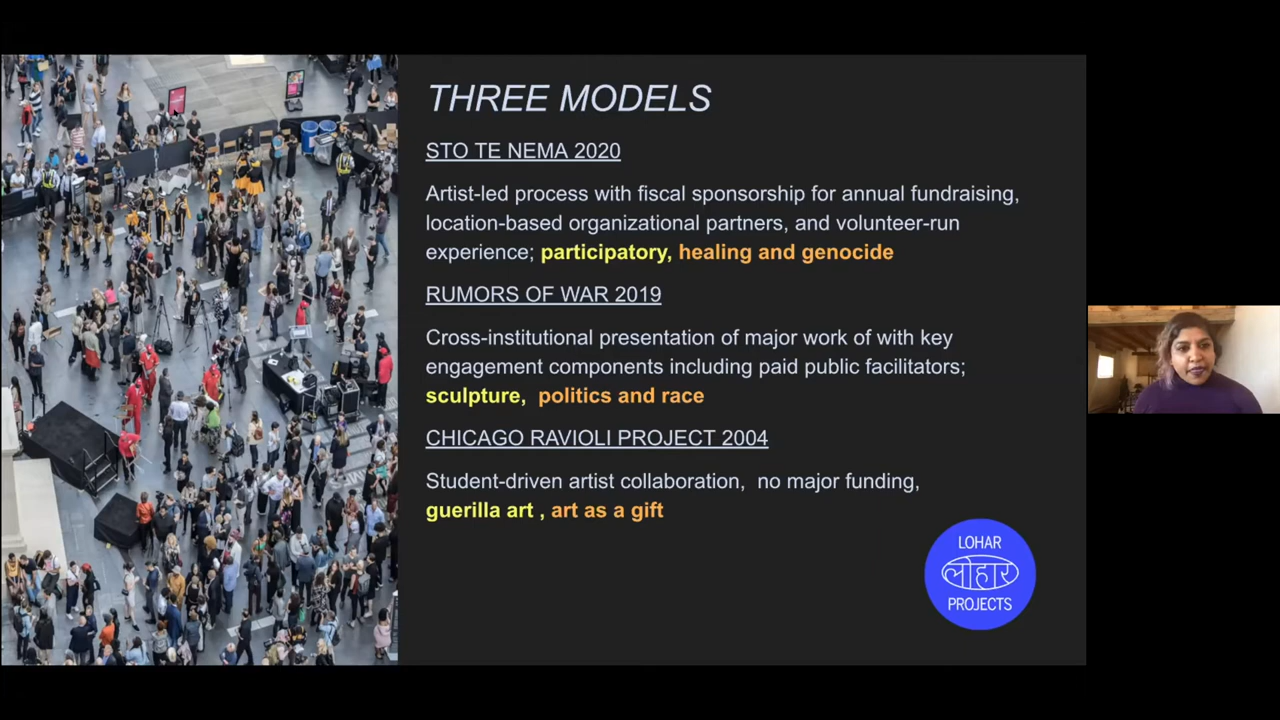 THREE MODELS
STO TE NEMA 2020
Artist-led process with fiscal sponsorship for annual fundraising,
location-based organizational partners, and volunteer-run
experience; participatory, healing and genocide
RUMORS OF WAR 2019
Cross-institutional presentation of major work of with key
engagement components including paid public facilitators;
sculpture, politics and race
CHICAGO RAVIOLI PROJECT 2004
Student-driven artist collaboration, no major funding,
guerilla art , art as a gift
LOHAR
लोहार
PROJECTS